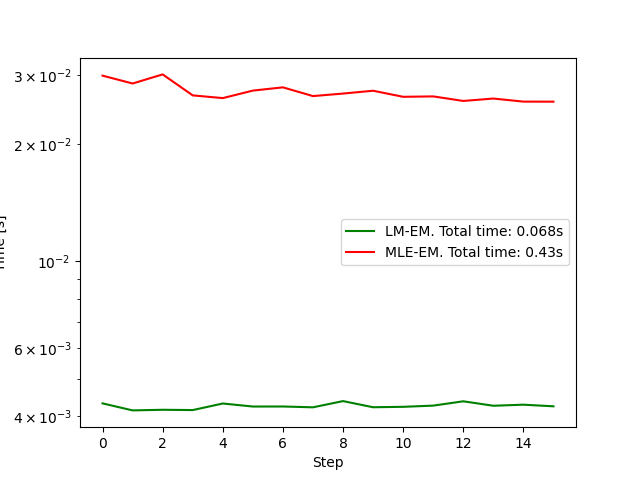 3 × 10⁻²
2 × 10⁻²
10⁻²
6 × 10⁻³
4 × 10⁻³
LM-EM. Total time: 0.068s
MLE-EM. Total time: 0.43s
0 2 4 6 8 10 12 14
Step